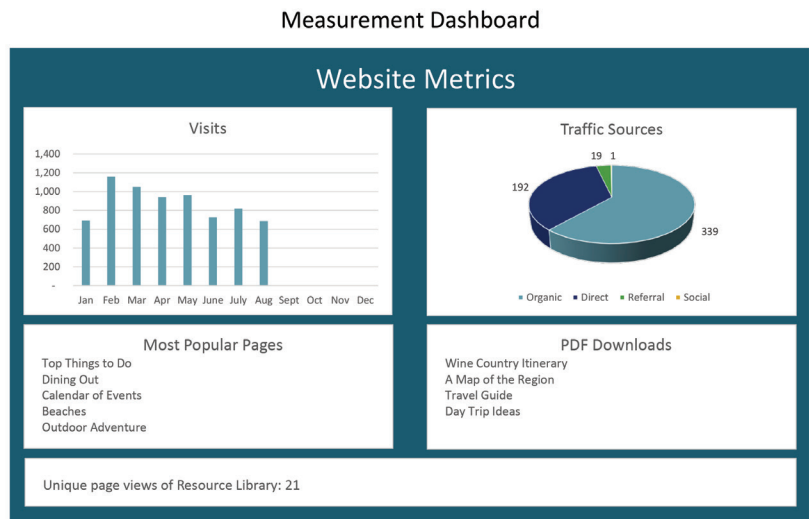 Measurement Dashboard
Website Metrics
Visits
1,400
1,200
1,000
800
600
400
200
-
Jan Feb Mar Apr May June July Aug Sept Oct Nov Dec
Traffic Sources
19 1
192
339
Organic Direct Referral Social
Most Popular Pages
Top Things to Do
Dining Out
Calendar of Events
Beaches
Outdoor Adventure
PDF Downloads
Wine Country Itinerary
A Map of the Region
Travel Guide
Day Trip Ideas
Unique page views of Resource Library: 21